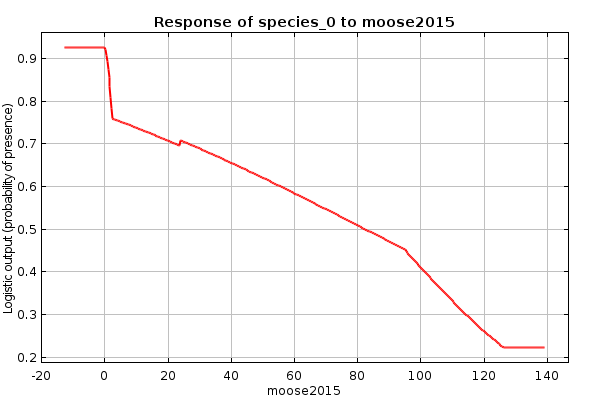 Response of species_0 to moose2015
Logistic output (probability of presence)
0.9
0.8
0.7
0.6
0.5
0.4
0.3
0.2
-20 0 20 40 60 80 100 120 140
moose2015